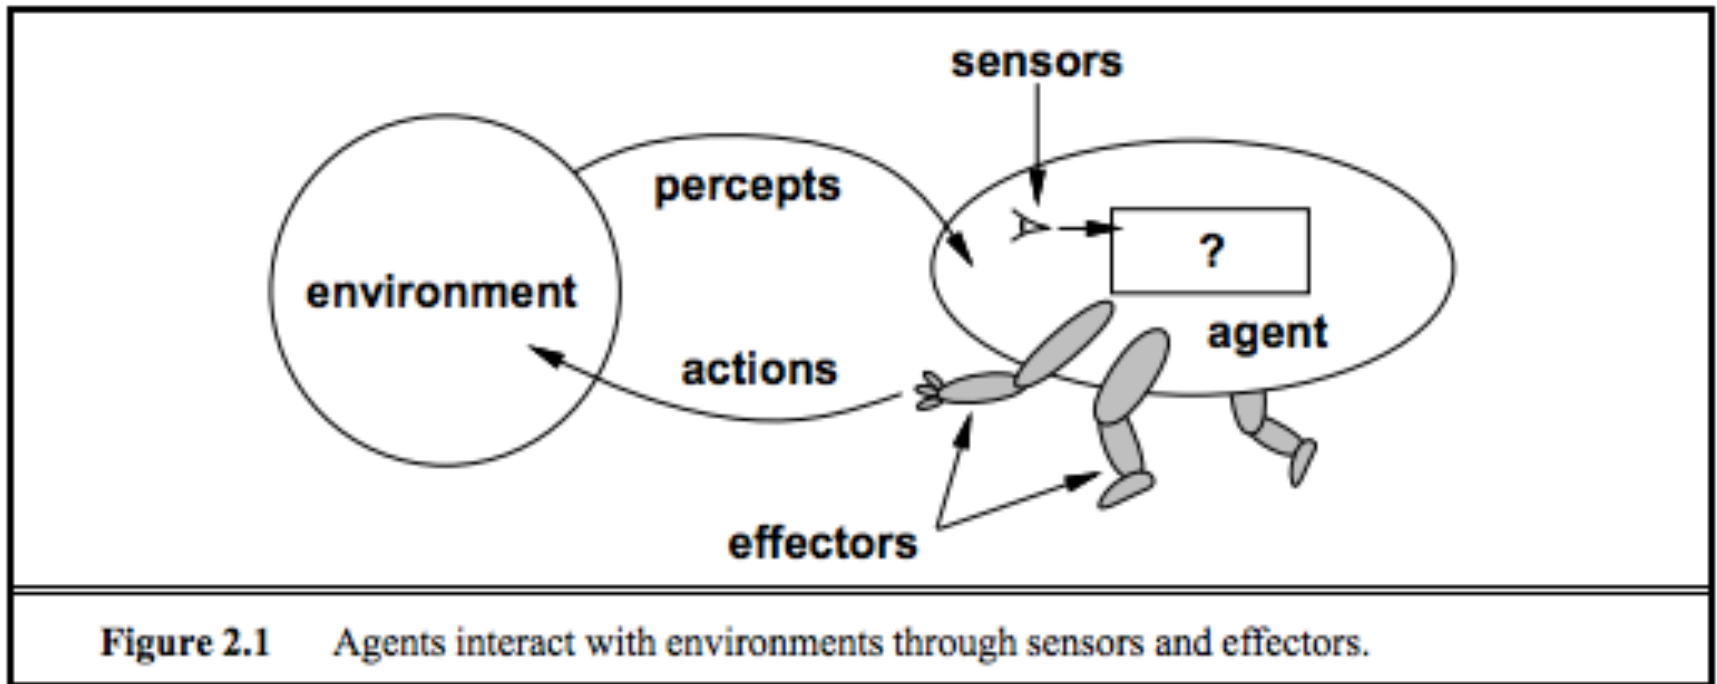 sensors
percepts
?
environment
agent
actions
effectors
Figure 2.1 Agents interact with environments through sensors and effectors.